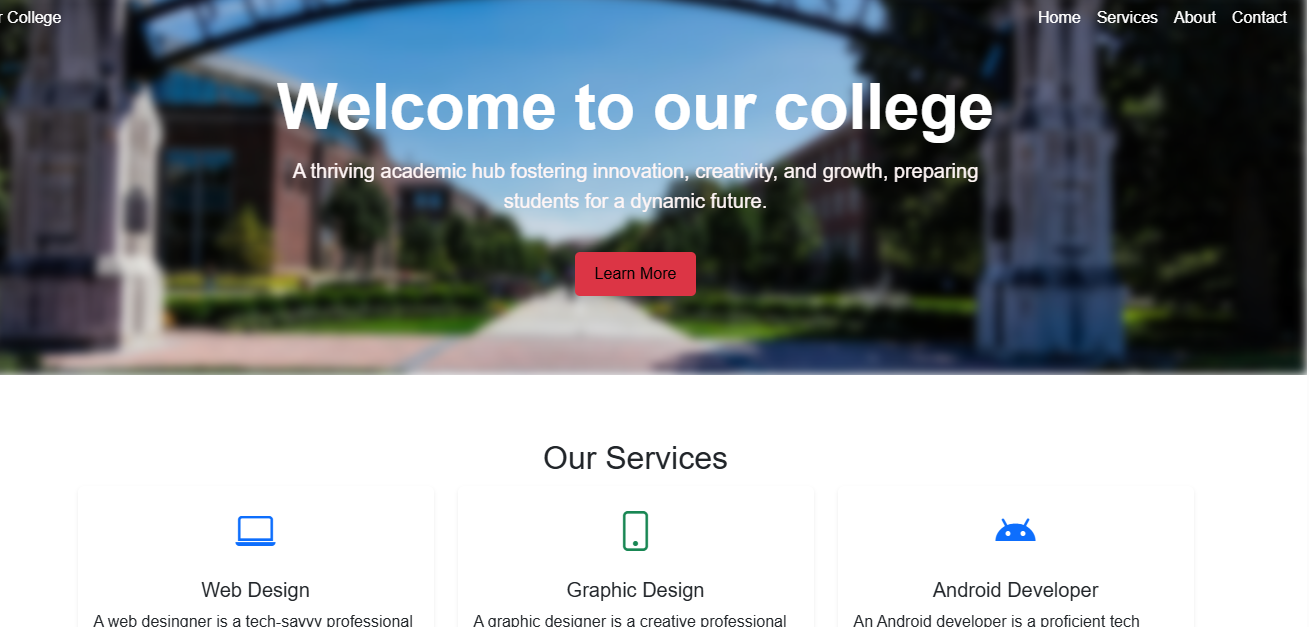 r College
Home Services About Contact
Welcome to our college
A thriving academic hub fostering innovation, creativity, and growth, preparing
students for a dynamic future.
Learn More
Our Services
Web Design
Graphic Design
Android Developer
A web designer is a tech-savvy professional
A graphic designer is a creative professional
An Android developer is a proficient tech